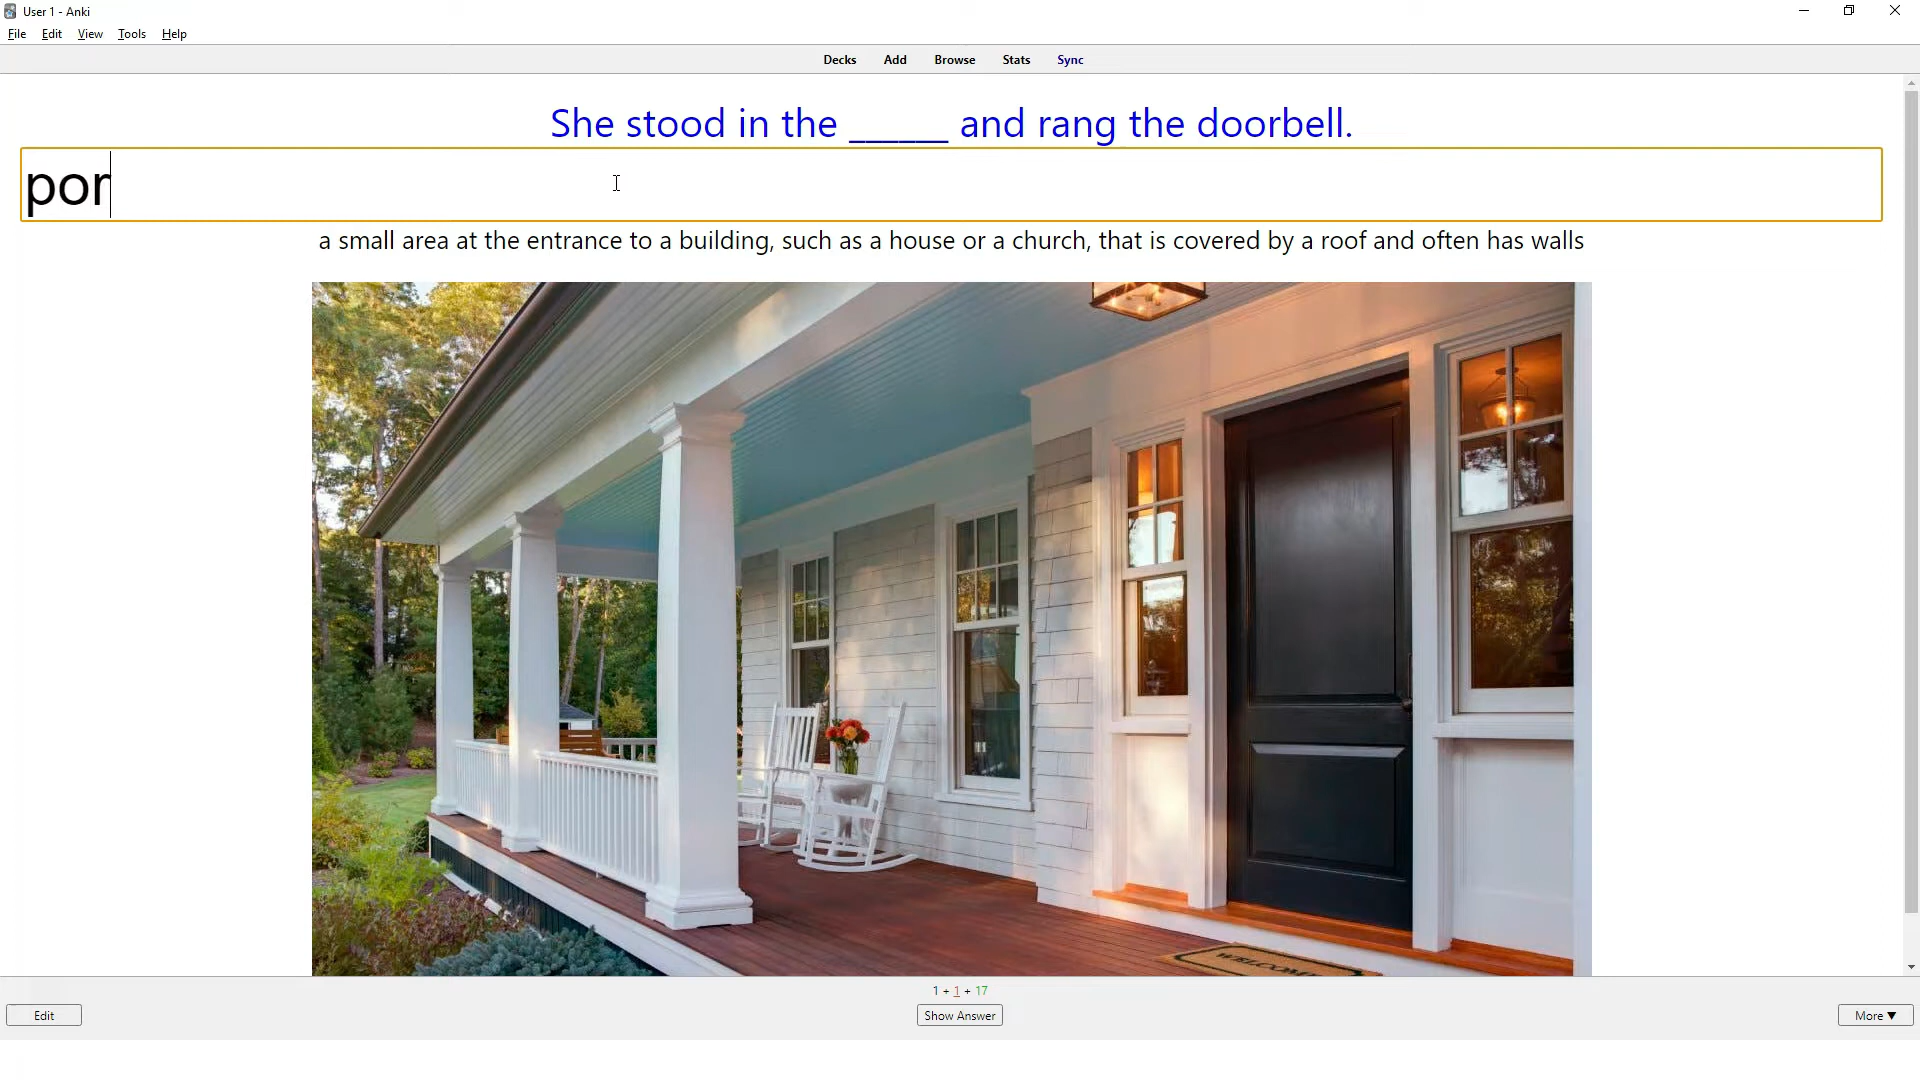 User 1 - Anki
File Edit View Tools Help
Decks Add Browse Stats Sync
She stood in the ______ and rang the doorbell.
por
a small area at the entrance to a building, such as a house or a church, that is covered by a roof and often has walls
WELCOME
1 + 1 + 17
Edit Show Answer More ▼